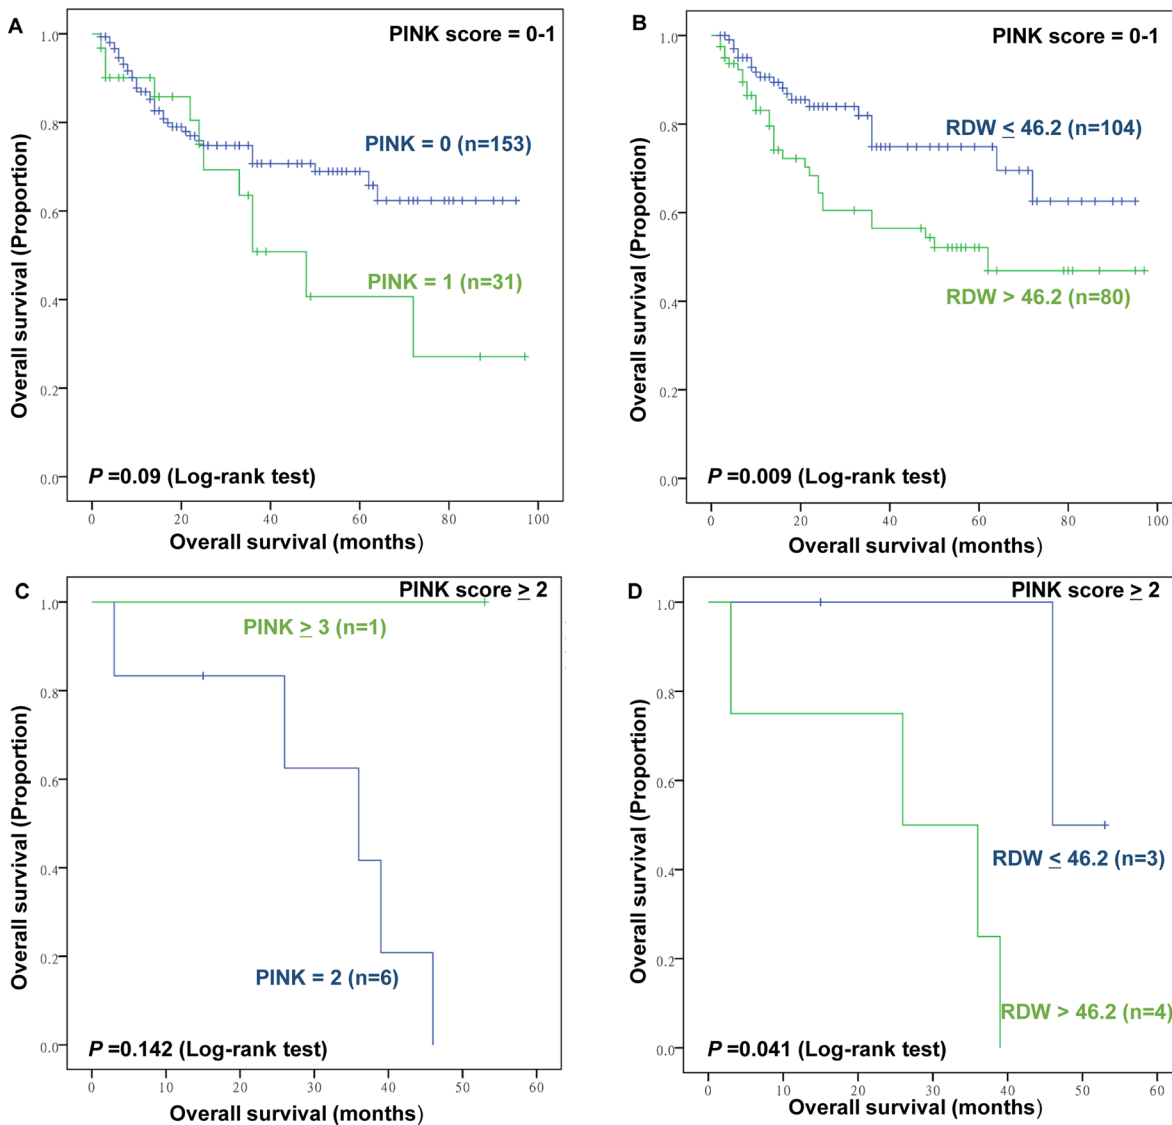 A
PINK score = 0-1
Overall survival (Proportion)
1.0
0.8
0.6
0.4
0.2
0.0
PINK = 0 (n=153)
PINK = 1 (n=31)
P =0.09 (Log-rank test)
0 20 40 60 80 100
Overall survival (months)
B
PINK score = 0-1
Overall survival (Proportion)
1.0
0.8
0.6
0.4
0.2
0.0
RDW ≤ 46.2 (n=104)
RDW > 46.2 (n=80)
P =0.009 (Log-rank test)
0 20 40 60 80 100
Overall survival (months)
C
PINK score ≥ 2
Overall survival (Proportion)
1.0
0.8
0.6
0.4
0.2
0.0
PINK ≥ 3 (n=1)
PINK = 2 (n=6)
P =0.142 (Log-rank test)
0 10 20 30 40 50 60
Overall survival (months)
D
PINK score ≥ 2
Overall survival (Proportion)
1.0
0.8
0.6
0.4
0.2
0.0
RDW ≤ 46.2 (n=3)
RDW > 46.2 (n=4)
P =0.041 (Log-rank test)
0 10 20 30 40 50 60
Overall survival (months)